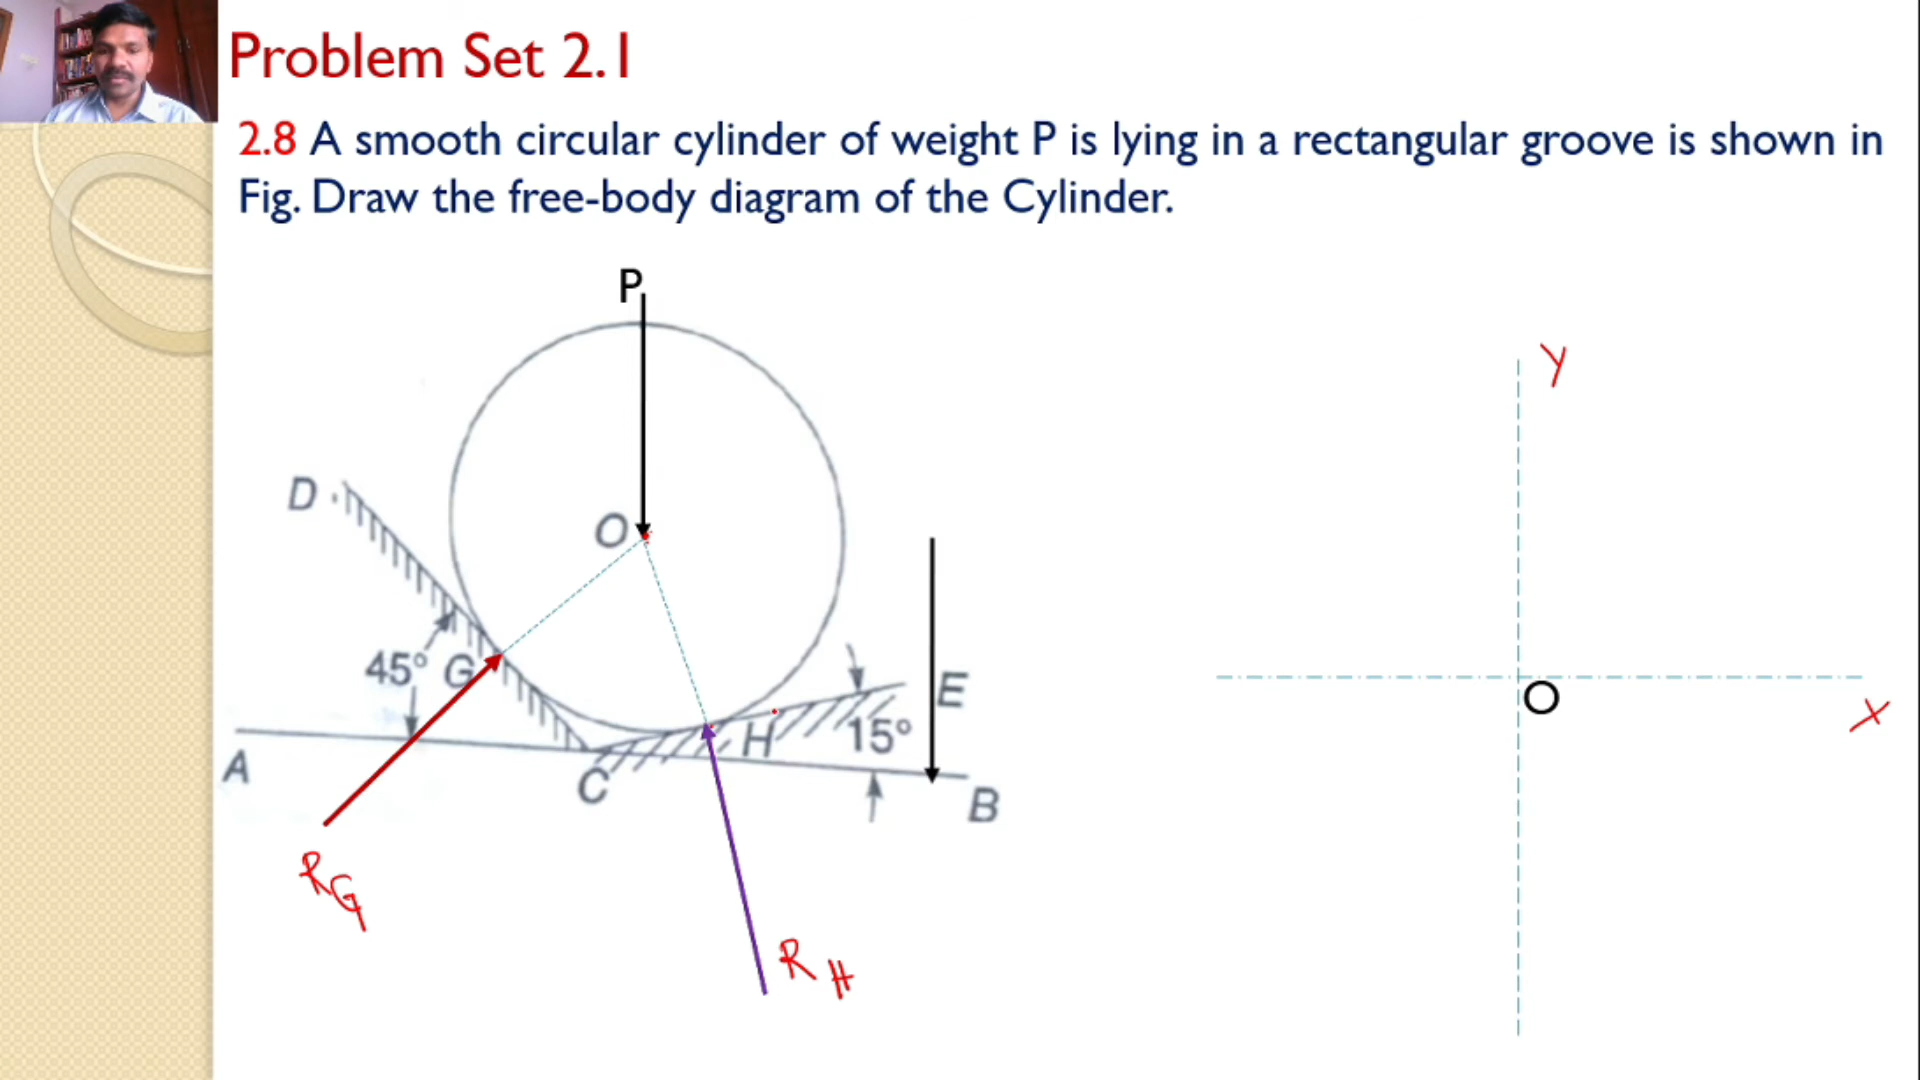 Problem Set 2.1
2.8 A smooth circular cylinder of weight P is lying in a rectangular groove is shown in
Fig. Draw the free-body diagram of the Cylinder.
P
Y
D
O
45° G
E
O
X
H
15°
A
C
B
RG
RH